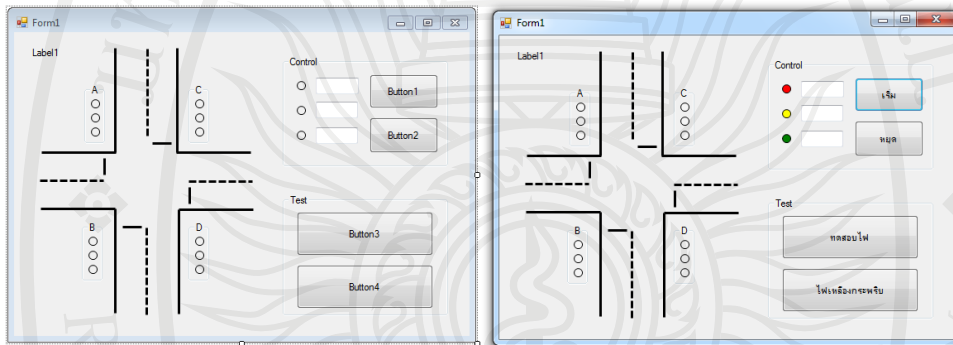 Form1
Label1
A
C
B
D
Control
Button1
Button2
Test
Button3
Button4
Form1
Label1
A
C
B
D
Control
เริ่ม
หยุด
Test
ทดสอบไฟ
ไฟเหลืองกระพริบ